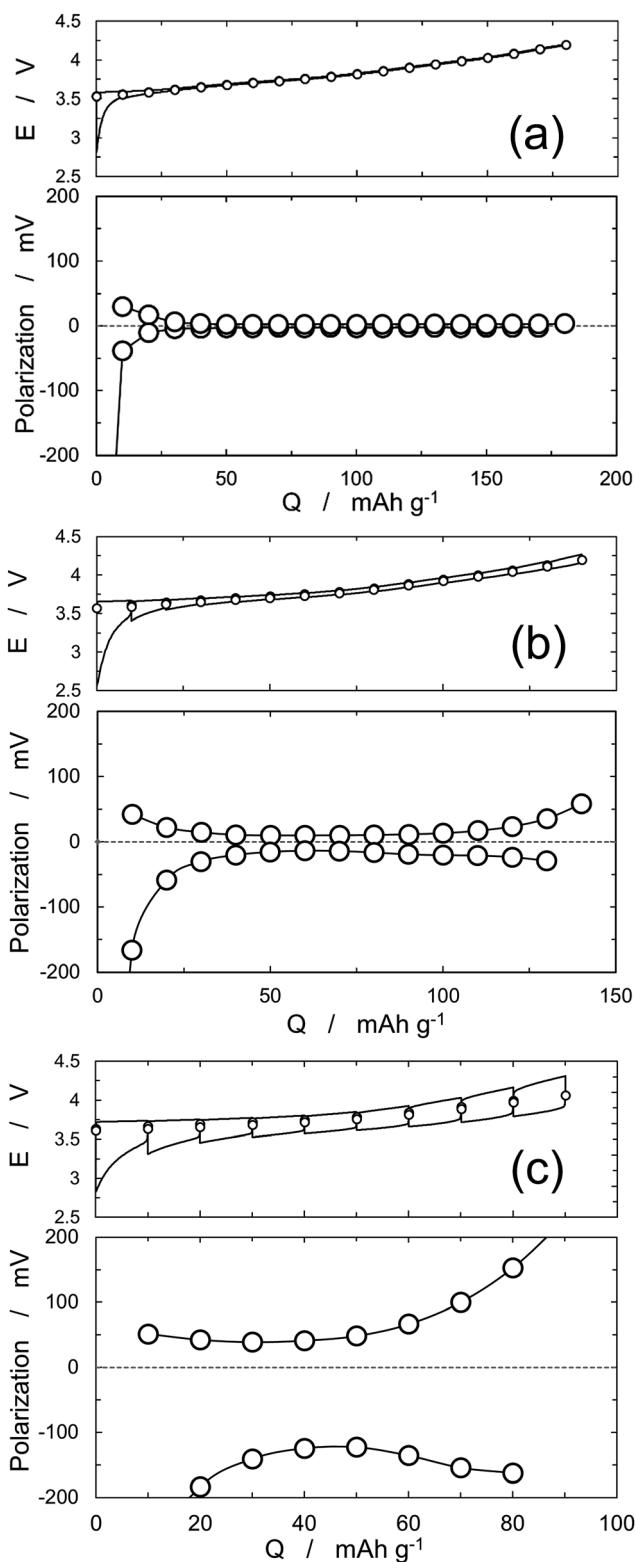 4.5
4
3.5
3
2.5
E / V
(a)
200
100
0
-100
-200
Polarization / mV
0 50 100 150 200
Q / mAh g⁻¹
4.5
4
3.5
3
2.5
E / V
(b)
200
100
0
-100
-200
Polarization / mV
0 50 100 150
Q / mAh g⁻¹
4.5
4
3.5
3
2.5
E / V
(c)
200
100
0
-100
-200
Polarization / mV
0 20 40 60 80 100
Q / mAh g⁻¹